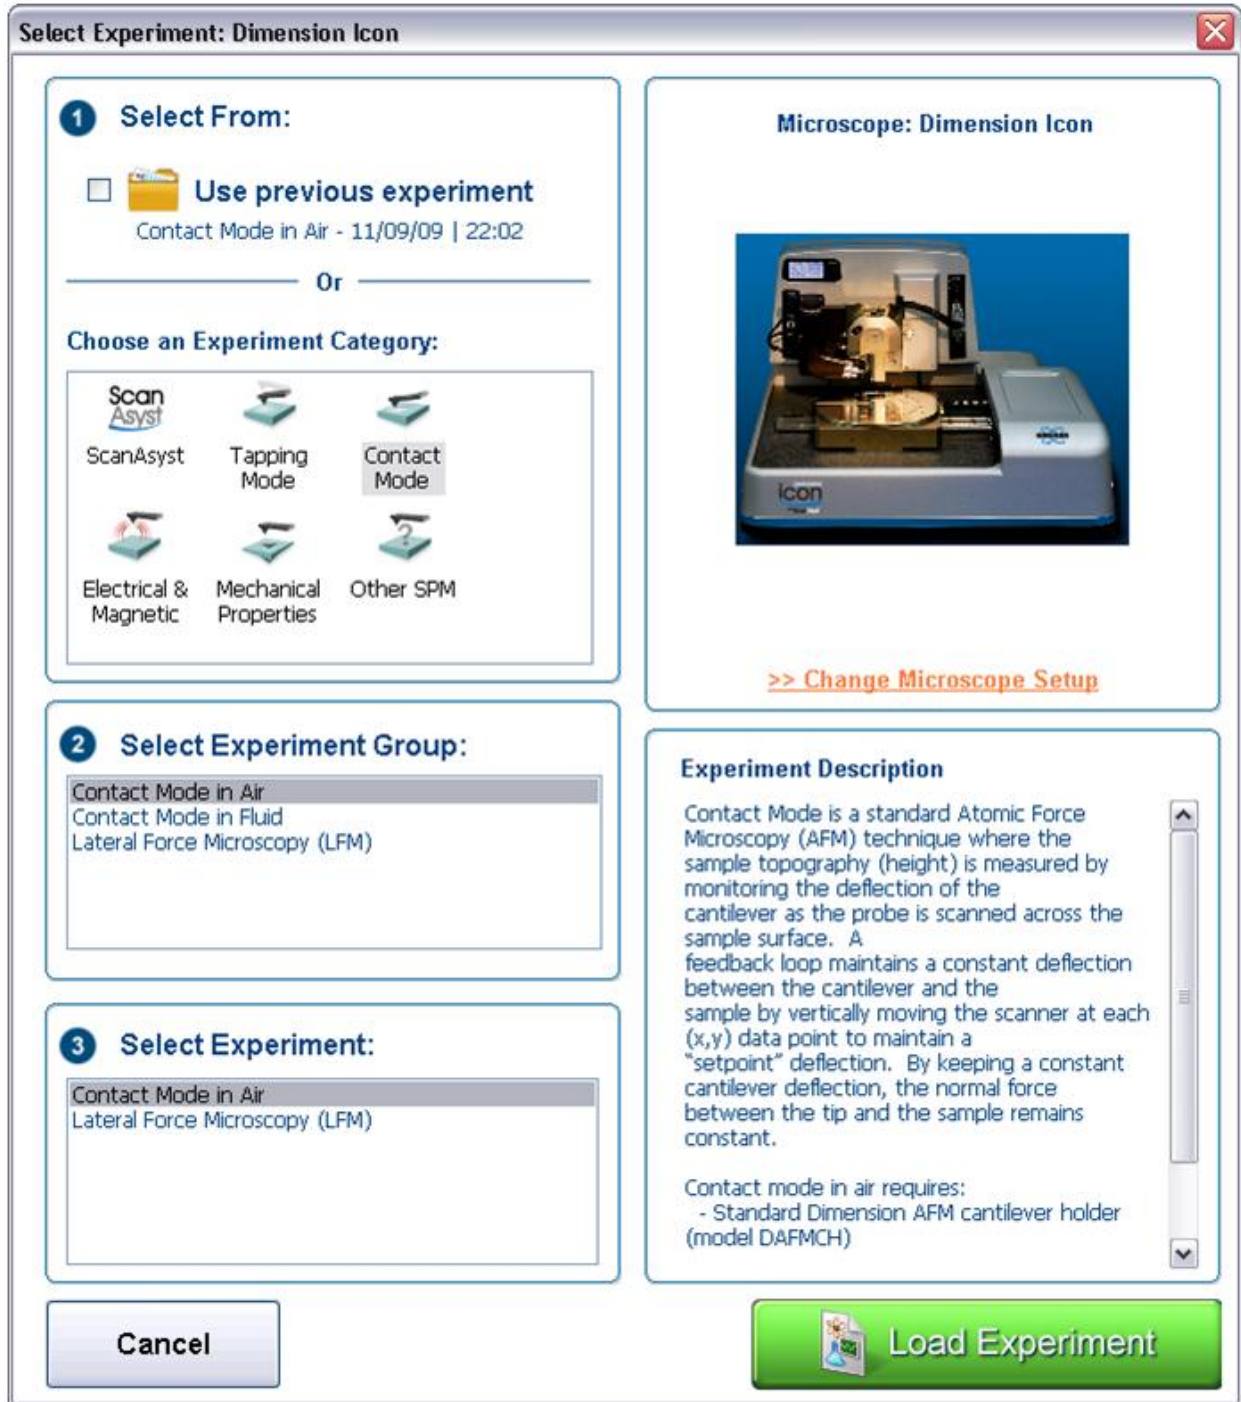 Select Experiment: Dimension Icon
1 Select From:
Use previous experiment
Contact Mode in Air - 11/09/09 | 22:02
Or
Choose an Experiment Category:
Scan
Asyst
ScanAsyst
Tapping
Mode
Contact
Mode
?
Electrical &
Magnetic
Mechanical
Properties
Other SPM
2 Select Experiment Group:
Contact Mode in Air
Contact Mode in Fluid
Lateral Force Microscopy (LFM)
3 Select Experiment:
Contact Mode in Air
Lateral Force Microscopy (LFM)
Cancel
Microscope: Dimension Icon
icon
>> Change Microscope Setup
Experiment Description
Contact Mode is a standard Atomic Force
Microscopy (AFM) technique where the
sample topography (height) is measured by
monitoring the deflection of the
cantilever as the probe is scanned across the
sample surface.  A
feedback loop maintains a constant deflection
between the cantilever and the
sample by vertically moving the scanner at each
(x,y) data point to maintain a
"setpoint" deflection.  By keeping a constant
cantilever deflection, the normal force
between the tip and the sample remains
constant.
Contact mode in air requires:
- Standard Dimension AFM cantilever holder
(model DAFMCH)
Load Experiment